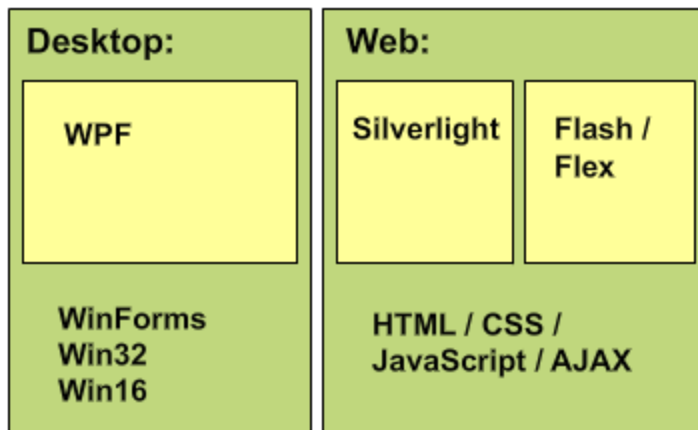 Desktop:
WPF
WinForms
Win32
Win16
Web:
Silverlight
Flash /
Flex
HTML / CSS /
JavaScript / AJAX